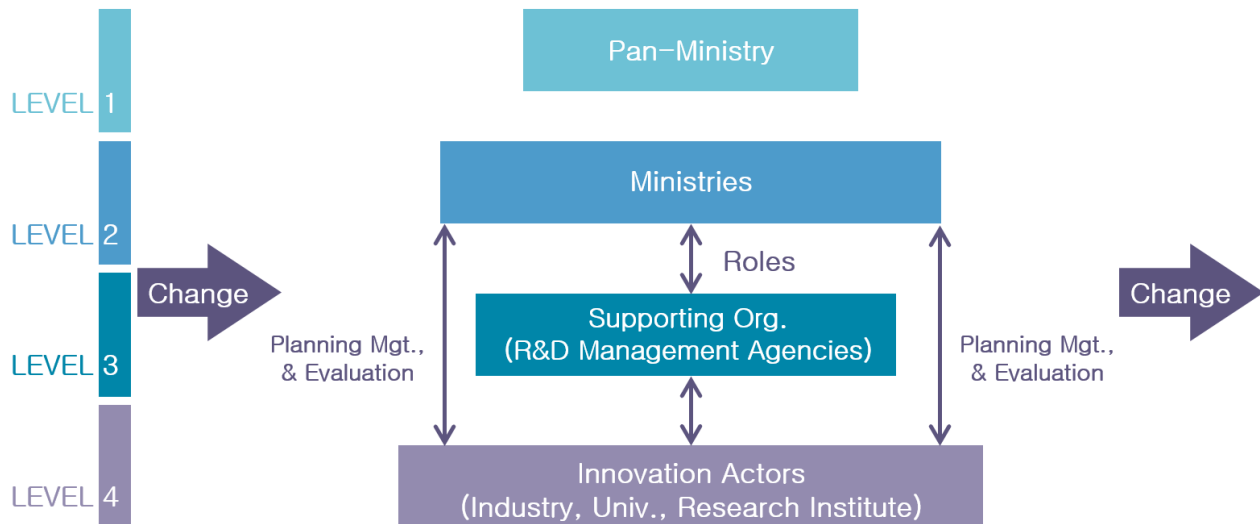 LEVEL 1
Pan-Ministry
LEVEL 2
Ministries
Roles
Change
Change
LEVEL 3
Supporting Org.
(R&D Management Agencies)
Planning Mgt.,
& Evaluation
Planning Mgt.,
& Evaluation
LEVEL 4
Innovation Actors
(Industry, Univ., Research Institute)